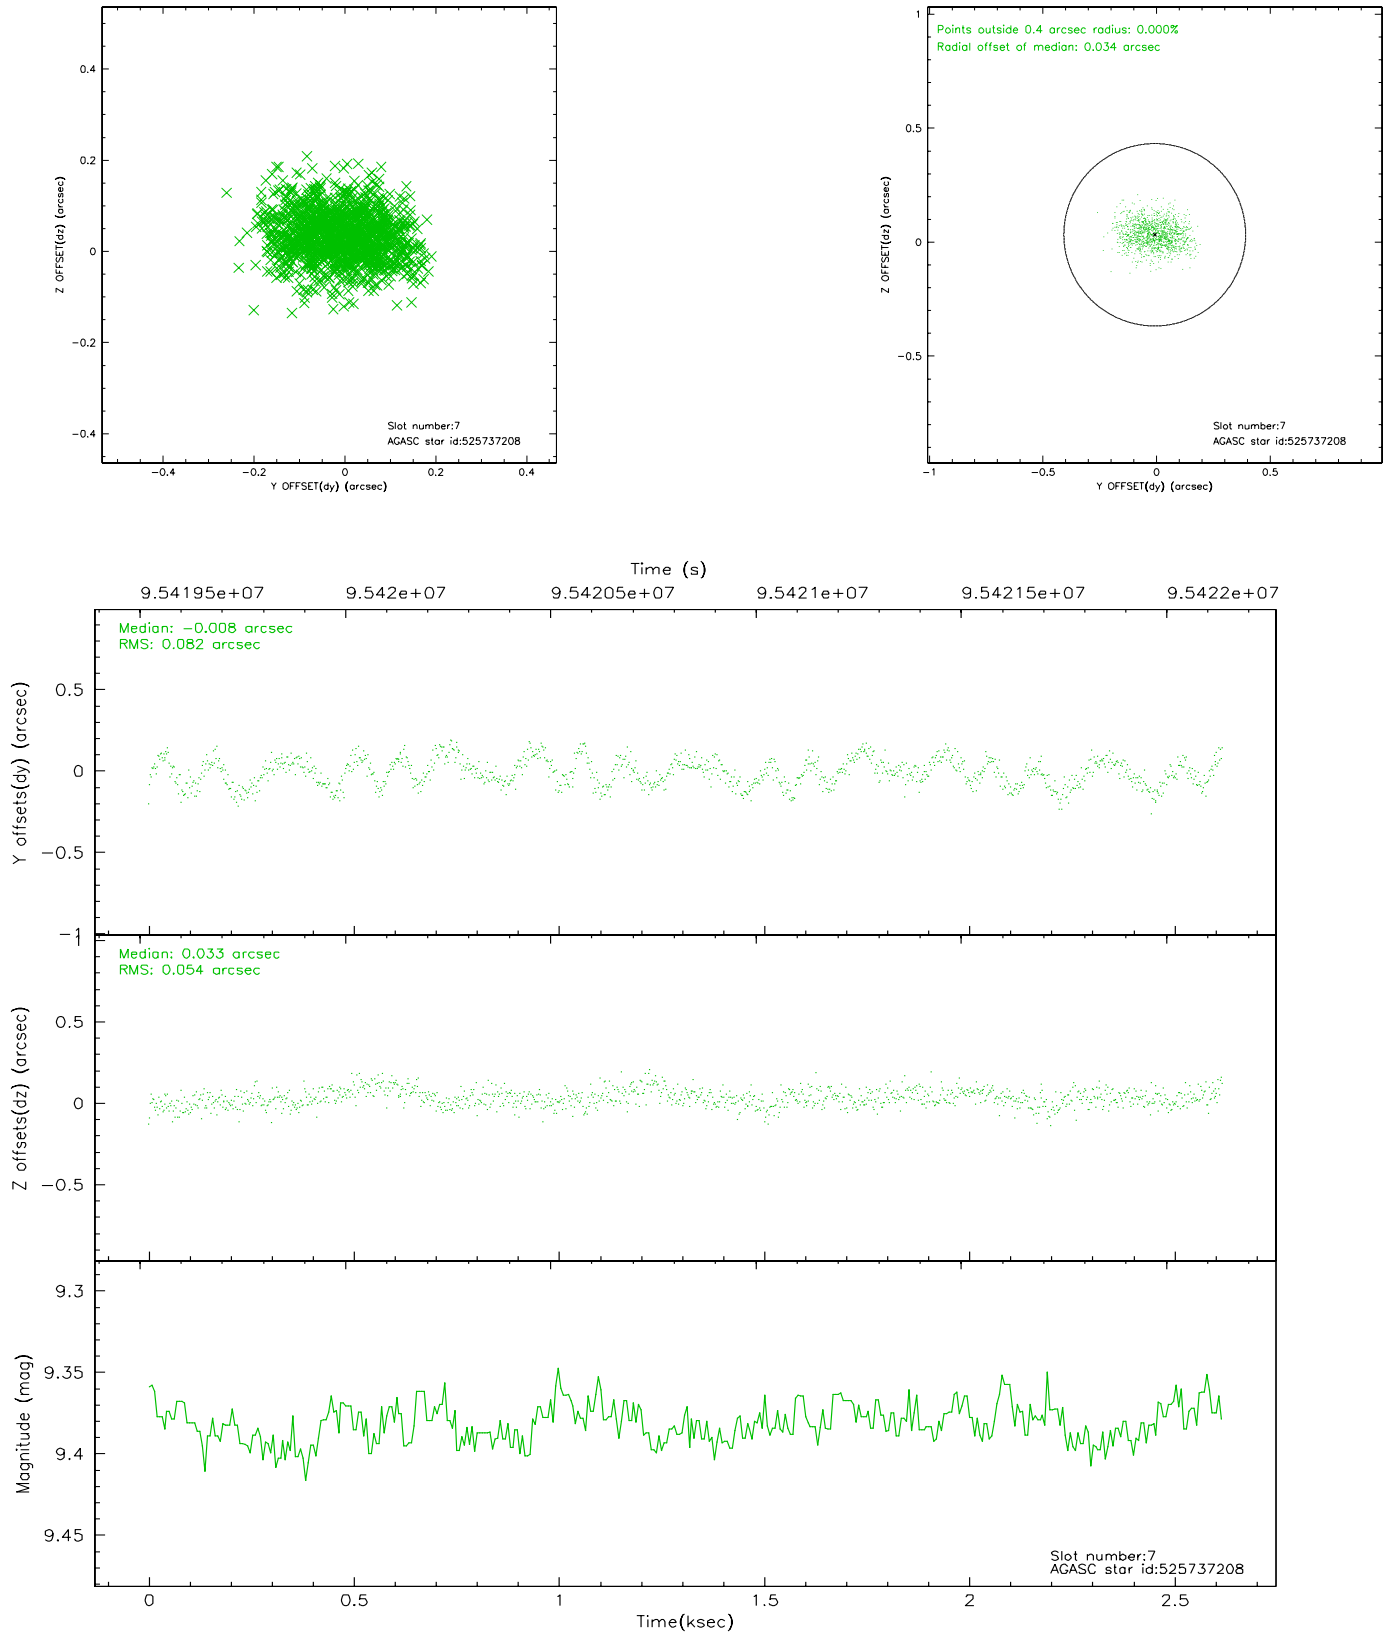 0.4
0.2
0
−0.2
−0.4
−0.4
−0.2
0
0.2
0.4
Z OFFSET(dz) (arcsec)
Y OFFSET(dy) (arcsec)
Slot number:7
AGASC star id:525737208
Points outside 0.4 arcsec radius: 0.000%
Radial offset of median: 0.034 arcsec
1
0.5
0
−0.5
−1
−0.5
0
0.5
Z OFFSET(dz) (arcsec)
Y OFFSET(dy) (arcsec)
Slot number:7
AGASC star id:525737208
Time (s)
9.54195e+07
9.542e+07
9.54205e+07
9.5421e+07
9.54215e+07
9.5422e+07
Median: −0.008 arcsec
RMS: 0.082 arcsec
0.5
0
−0.5
−1
Y offsets(dy) (arcsec)
Median: 0.033 arcsec
RMS: 0.054 arcsec
1
0.5
0
−0.5
Z offsets(dz) (arcsec)
9.3
9.35
9.4
9.45
Magnitude (mag)
Slot number:7
AGASC star id:525737208
0
0.5
1
1.5
2
2.5
Time(ksec)